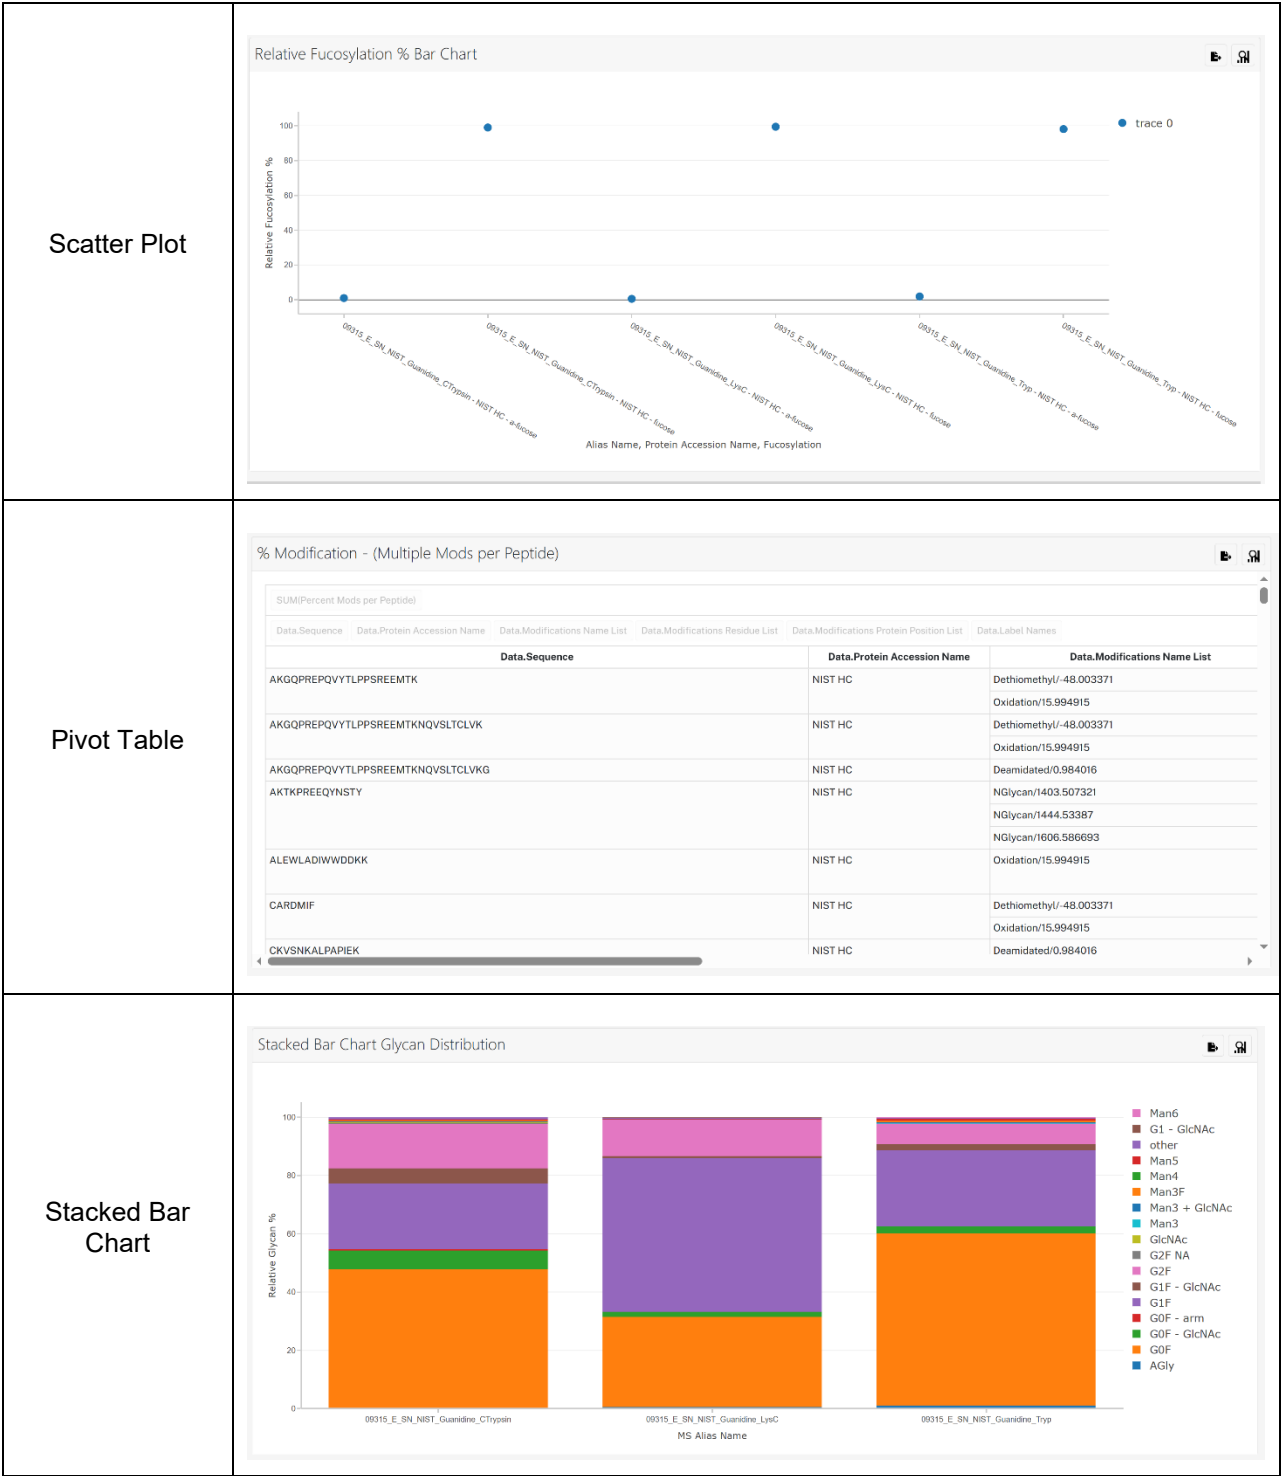 Scatter Plot
Relative Fucosylation % Bar Chart
100
80
60
40
20
0
Relative Fucosylation %
trace 0
09315_E_SN_NIST_Guanidine_CTrypsin - NIST HC - a-fucose
09315_E_SN_NIST_Guanidine_CTrypsin - NIST HC - fucose
09315_E_SN_NIST_Guanidine_LysC - NIST HC - a-fucose
09315_E_SN_NIST_Guanidine_LysC - NIST HC - fucose
09315_E_SN_NIST_Guanidine_Tryp - NIST HC - a-fucose
09315_E_SN_NIST_Guanidine_Tryp - NIST HC - fucose
Alias Name, Protein Accession Name, Fucosylation
Pivot Table
% Modification - (Multiple Mods per Peptide)
SUM(Percent Mods per Peptide)
Data.Sequence Data.Protein Accession Name Data.Modifications Name List Data.Modifications Residue List Data.Modifications Protein Position List Data.Label Names
Data.Sequence Data.Protein Accession Name Data.Modifications Name List
AKGQPREPQVYTLPPSREEMTK NIST HC Dethiomethyl/-48.003371
Oxidation/15.994915
AKGQPREPQVYTLPPSREEMTKNQVSLTCLVK NIST HC Dethiomethyl/-48.003371
Oxidation/15.994915
AKGQPREPQVYTLPPSREEMTKNQVSLTCLVKG NIST HC Deamidated/0.984016
AKTKPREEQYNSTY NIST HC NGlycan/1403.507321
NGlycan/1444.53387
NGlycan/1606.586693
ALEWLADIWWDDKK NIST HC Oxidation/15.994915
CARDMIF NIST HC Dethiomethyl/-48.003371
Oxidation/15.994915
CKVSNKALPAPIEK NIST HC Deamidated/0.984016
Stacked Bar
Chart
Stacked Bar Chart Glycan Distribution
100
80
60
40
20
0
Relative Glycan %
09315_E_SN_NIST_Guanidine_CTrypsin
09315_E_SN_NIST_Guanidine_LysC
09315_E_SN_NIST_Guanidine_Tryp
MS Alias Name
Man6
G1 - GlcNAc
other
Man5
Man4
Man3F
Man3 + GlcNAc
Man3
GlcNAc
G2F NA
G2F
G1F - GlcNAc
G1F
G0F - arm
G0F - GlcNAc
G0F
AGly